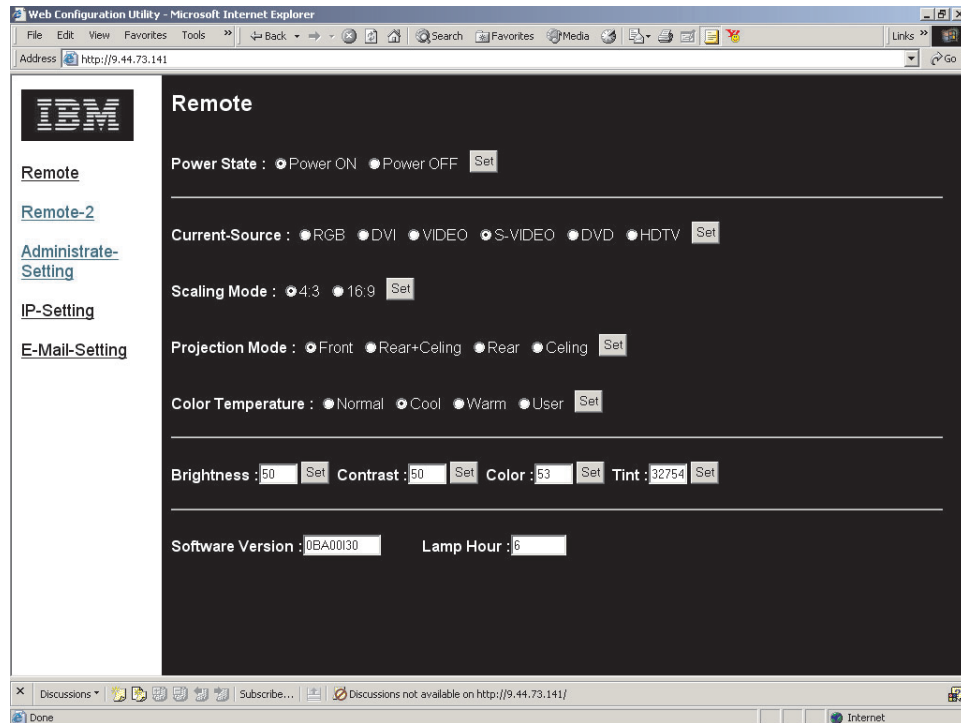 Web Configuration Utility - Microsoft Internet Explorer
File Edit View Favorites Tools » Back Search Favorites Media Links »
Address http://9.44.73.141 Go
IBM
Remote
Remote-2
Administrate-
Setting
IP-Setting
E-Mail-Setting
Remote
Power State : Power ON Power OFF Set
Current-Source : RGB DVI VIDEO S-VIDEO DVD HDTV Set
Scaling Mode : 4:3 16:9 Set
Projection Mode : Front Rear+Celing Rear Celing Set
Color Temperature : Normal Cool Warm User Set
Brightness : 50 Set Contrast : 50 Set Color : 53 Set Tint : 32754 Set
Software Version : 0BA00I30 Lamp Hour : 6
Discussions Subscribe... Discussions not available on http://9.44.73.141/
Done Internet